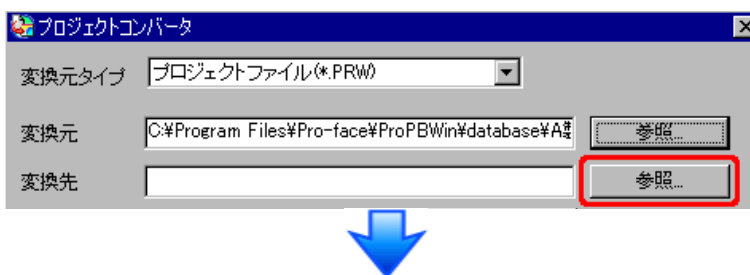 プロジェクトコンバータ
変換元タイプ プロジェクトファイル(*.PRW)
変換元 C:¥Program Files¥Pro-face¥ProPBWin¥database¥A 参照...
変換先 参照...